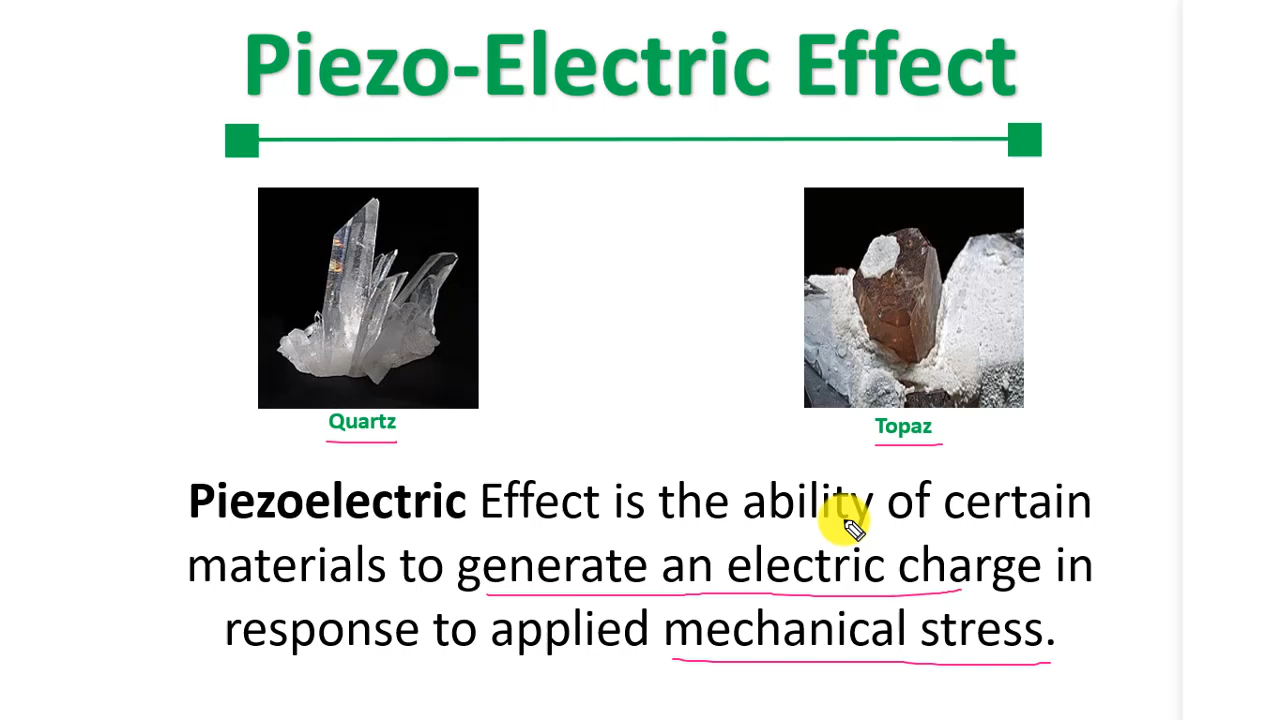 Piezo-Electric Effect
Quartz
Topaz
Piezoelectric Effect is the ability of certain
materials to generate an electric charge in
response to applied mechanical stress.